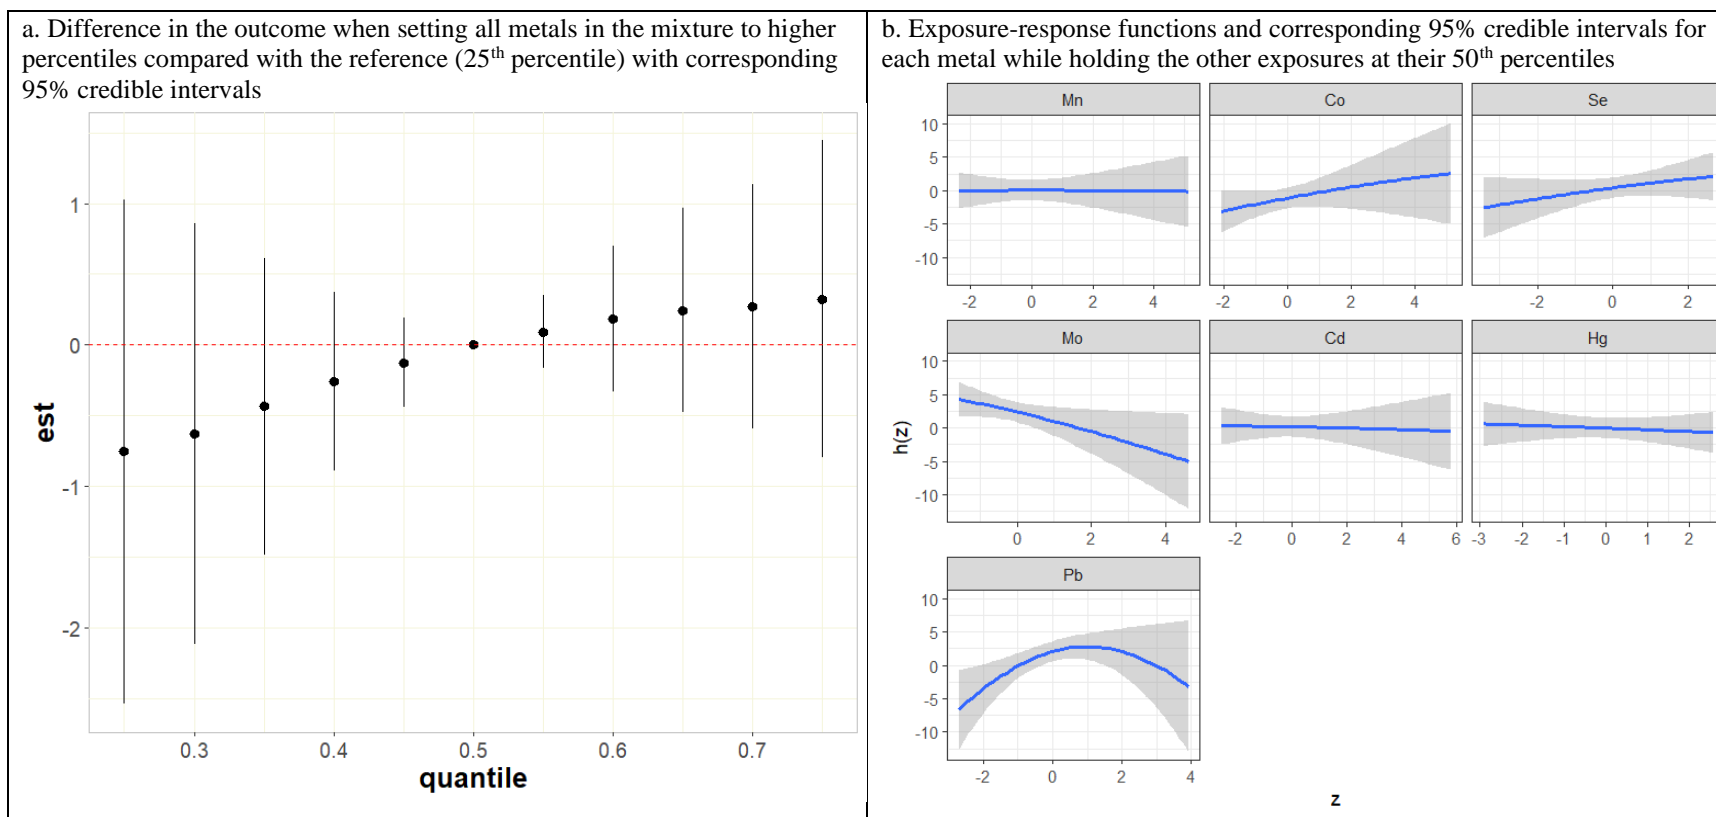 a. Difference in the outcome when setting all metals in the mixture to higher
percentiles compared with the reference (25th percentile) with corresponding
95% credible intervals
1
0
-1
-2
est
0.3 0.4 0.5 0.6 0.7
quantile
b. Exposure-response functions and corresponding 95% credible intervals for
each metal while holding the other exposures at their 50th percentiles
Mn Co Se
10
5
0
-5
-10
-2 0 2 4 -2 0 2 4 -2 0 2
Mo Cd Hg
10
5
0
-5
-10
h(z)
0 2 4 -2 0 2 4 6 -3 -2 -1 0 1 2
Pb
10
5
0
-5
-10
-2 0 2 4
z